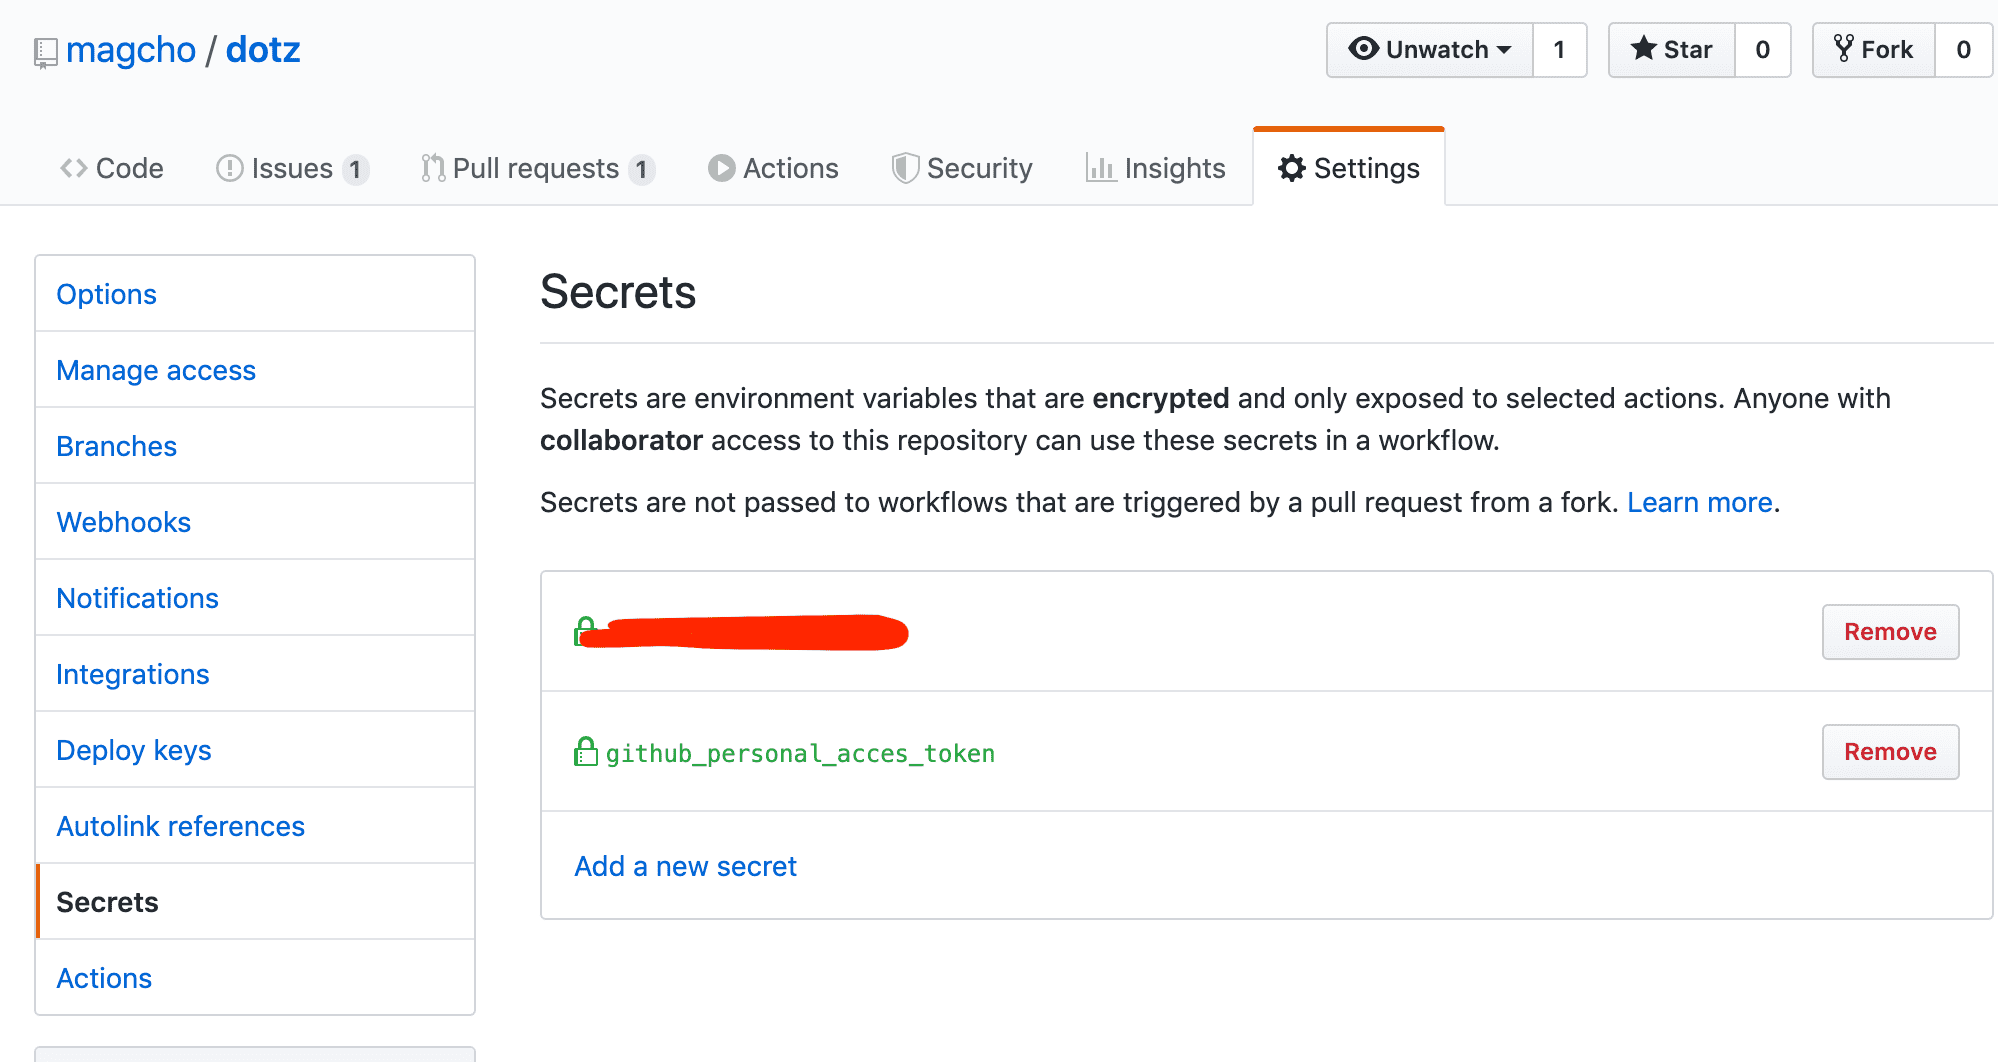 magcho / dotz
Unwatch 1
Star 0
Fork 0
Code
Issues 1
Pull requests 1
Actions
Security
Insights
Settings
Options
Manage access
Branches
Webhooks
Notifications
Integrations
Deploy keys
Autolink references
Secrets
Actions
Secrets
Secrets are environment variables that are encrypted and only exposed to selected actions. Anyone with
collaborator access to this repository can use these secrets in a workflow.
Secrets are not passed to workflows that are triggered by a pull request from a fork. Learn more.
Remove
github_personal_acces_token
Remove
Add a new secret